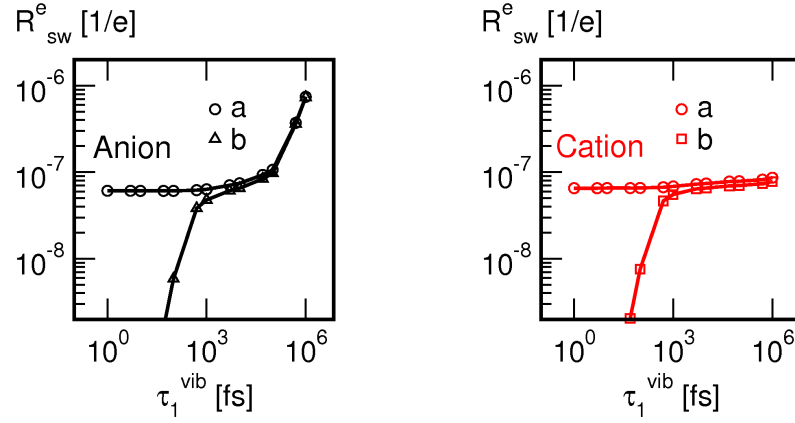 R^e_sw [1/e]
10^-6
10^-7
10^-8
a
b
Anion
10^0 10^3 10^6
τ_1^vib [fs]
R^e_sw [1/e]
10^-6
10^-7
10^-8
a
b
Cation
10^0 10^3 10^6
τ_1^vib [fs]